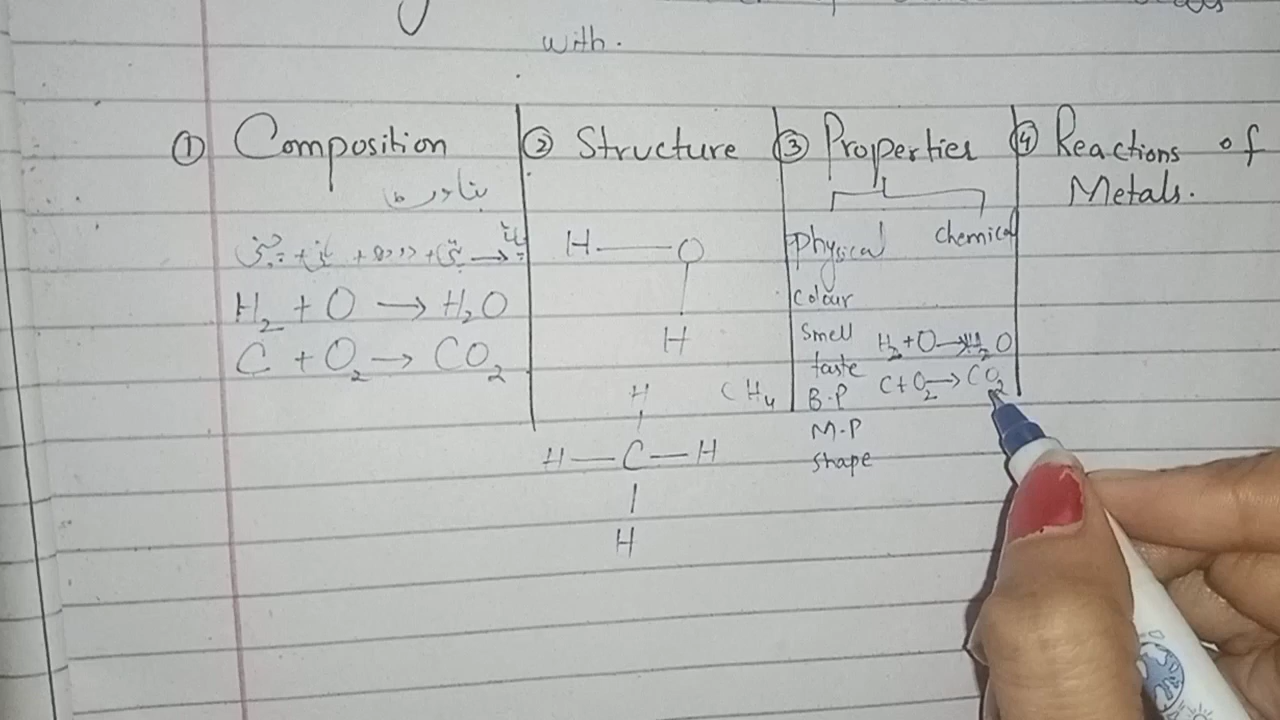 with.
① Composition
② Structure
③ Properties
④ Reactions of
Metals.
H₂ + O → H₂O
C + O₂ → CO₂
H — O
H
CH₄
H
H — C — H
H
Physical
chemical
colour
smell
taste
B.P
M.P
shape
H₂ + O → H₂O
C + O₂ → CO₂